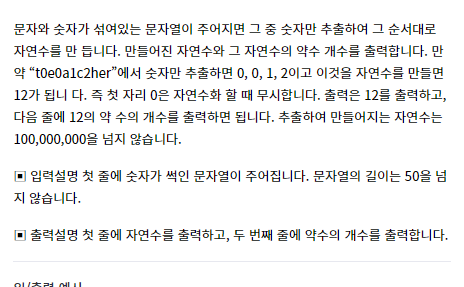 문자와 숫자가 섞여있는 문자열이 주어지면 그 중 숫자만 추출하여 그 순서대로
자연수를 만 듭니다. 만들어진 자연수와 그 자연수의 약수 개수를 출력합니다. 만
약 “t0e0a1c2her”에서 숫자만 추출하면 0, 0, 1, 2이고 이것을 자연수를 만들면
12가 됩니 다. 즉 첫 자리 0은 자연수화 할 때 무시합니다. 출력은 12를 출력하고,
다음 줄에 12의 약 수의 개수를 출력하면 됩니다. 추출하여 만들어지는 자연수는
100,000,000을 넘지 않습니다.
▣ 입력설명 첫 줄에 숫자가 썩인 문자열이 주어집니다. 문자열의 길이는 50을 넘
지 않습니다.
▣ 출력설명 첫 줄에 자연수를 출력하고, 두 번째 줄에 약수의 개수를 출력합니다.